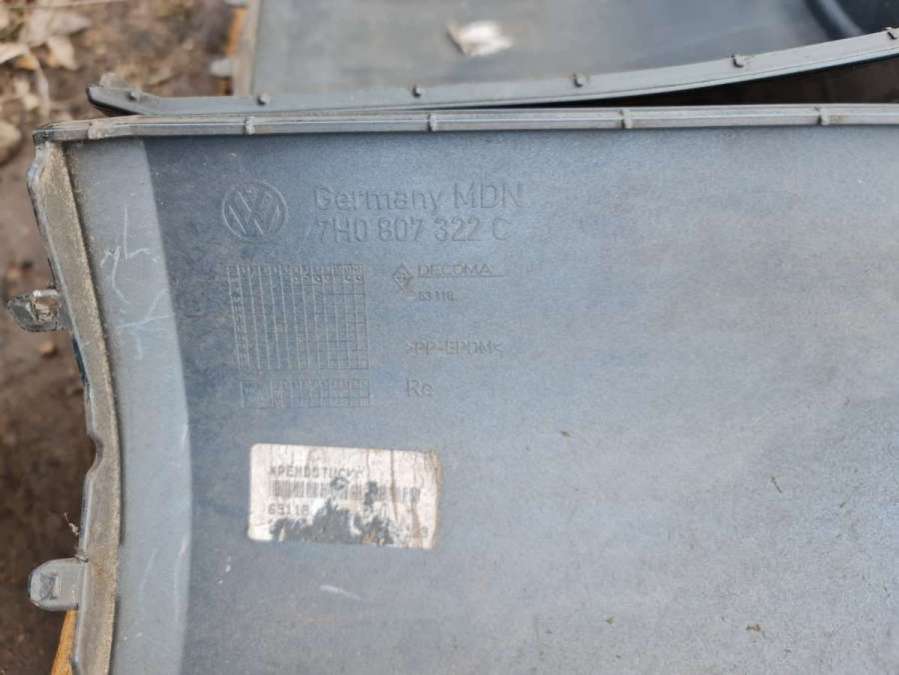 Germany MDN
7H0 807 322 C
DECOMA
63118
>PP-EPDM<
Re
63118